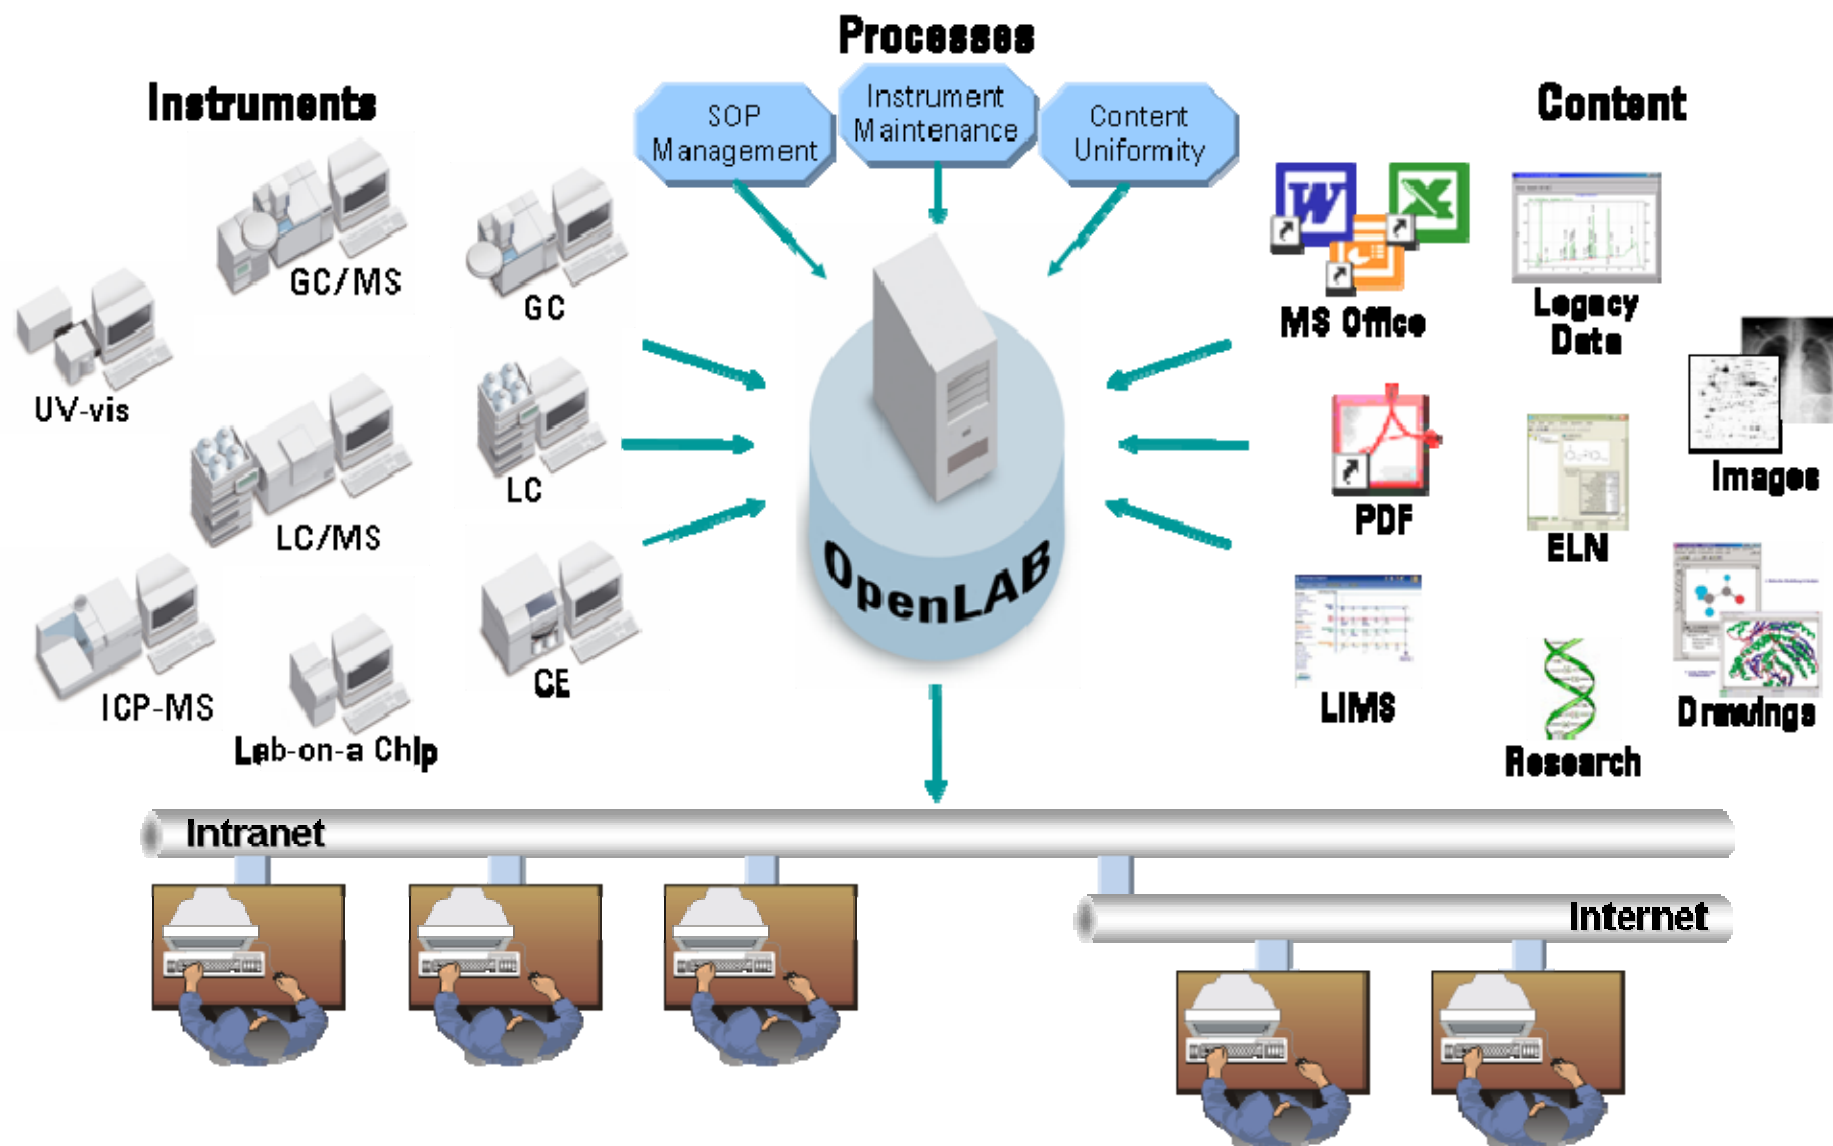 Processes
Instruments
Content
SOP
Management
Instrument
Maintenance
Content
Uniformity
GC/MS
GC
UV-vis
LC
LC/MS
CE
ICP-MS
Lab-on-a Chip
OpenLAB
MS Office
Legacy
Data
Images
PDF
ELN
LIMS
Drawings
Research
Intranet
Internet